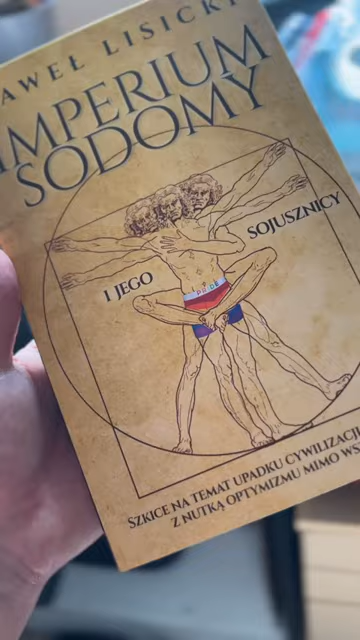 AWEŁ LISICKI
IMPERIUM
SODOMY
I JEGO
SOJUSZNICY
PRIDE
SZKICE NA TEMAT UPADKU CYWILIZACJI
Z NUTKĄ OPTYMIZMU MIMO WS